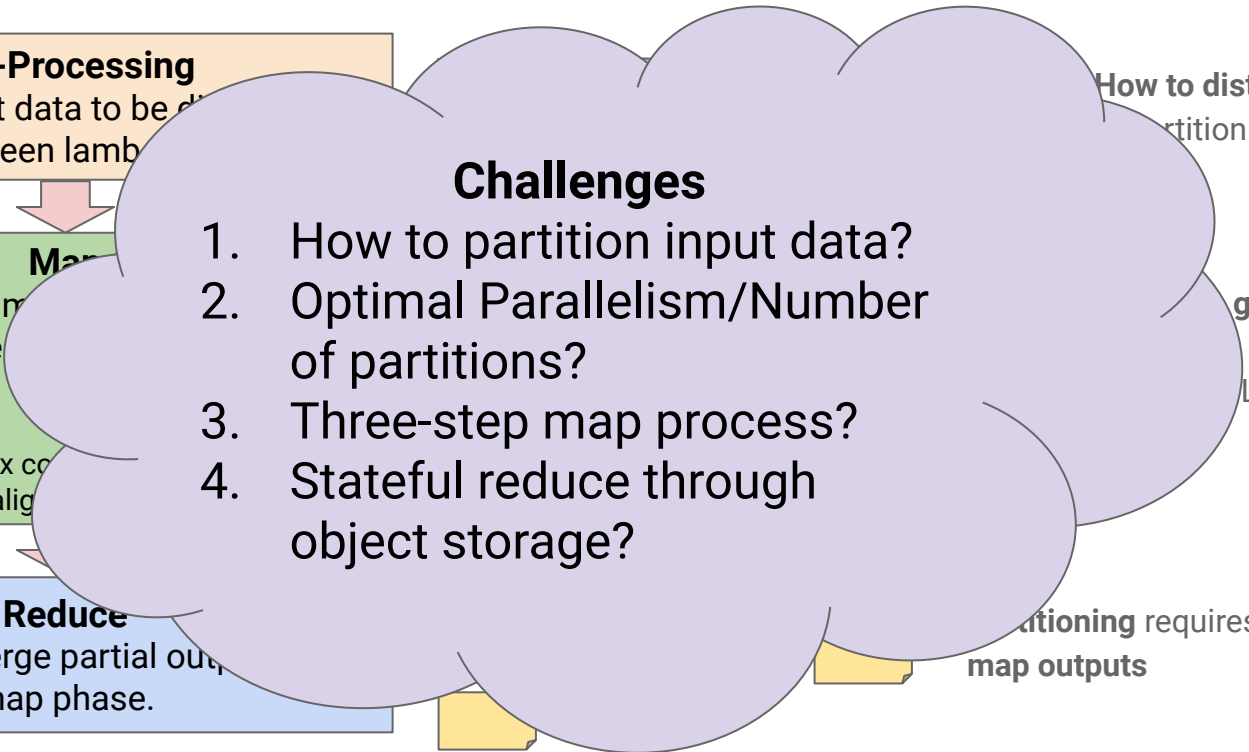 -Processing
t data to be
een lamb
Challenges
1. How to partition input data?
2. Optimal Parallelism/Number
of partitions?
3. Three-step map process?
4. Stateful reduce through
object storage?
Reduce
erge partial out
map phase.
How to dist
rtition
titioning requires
map outputs